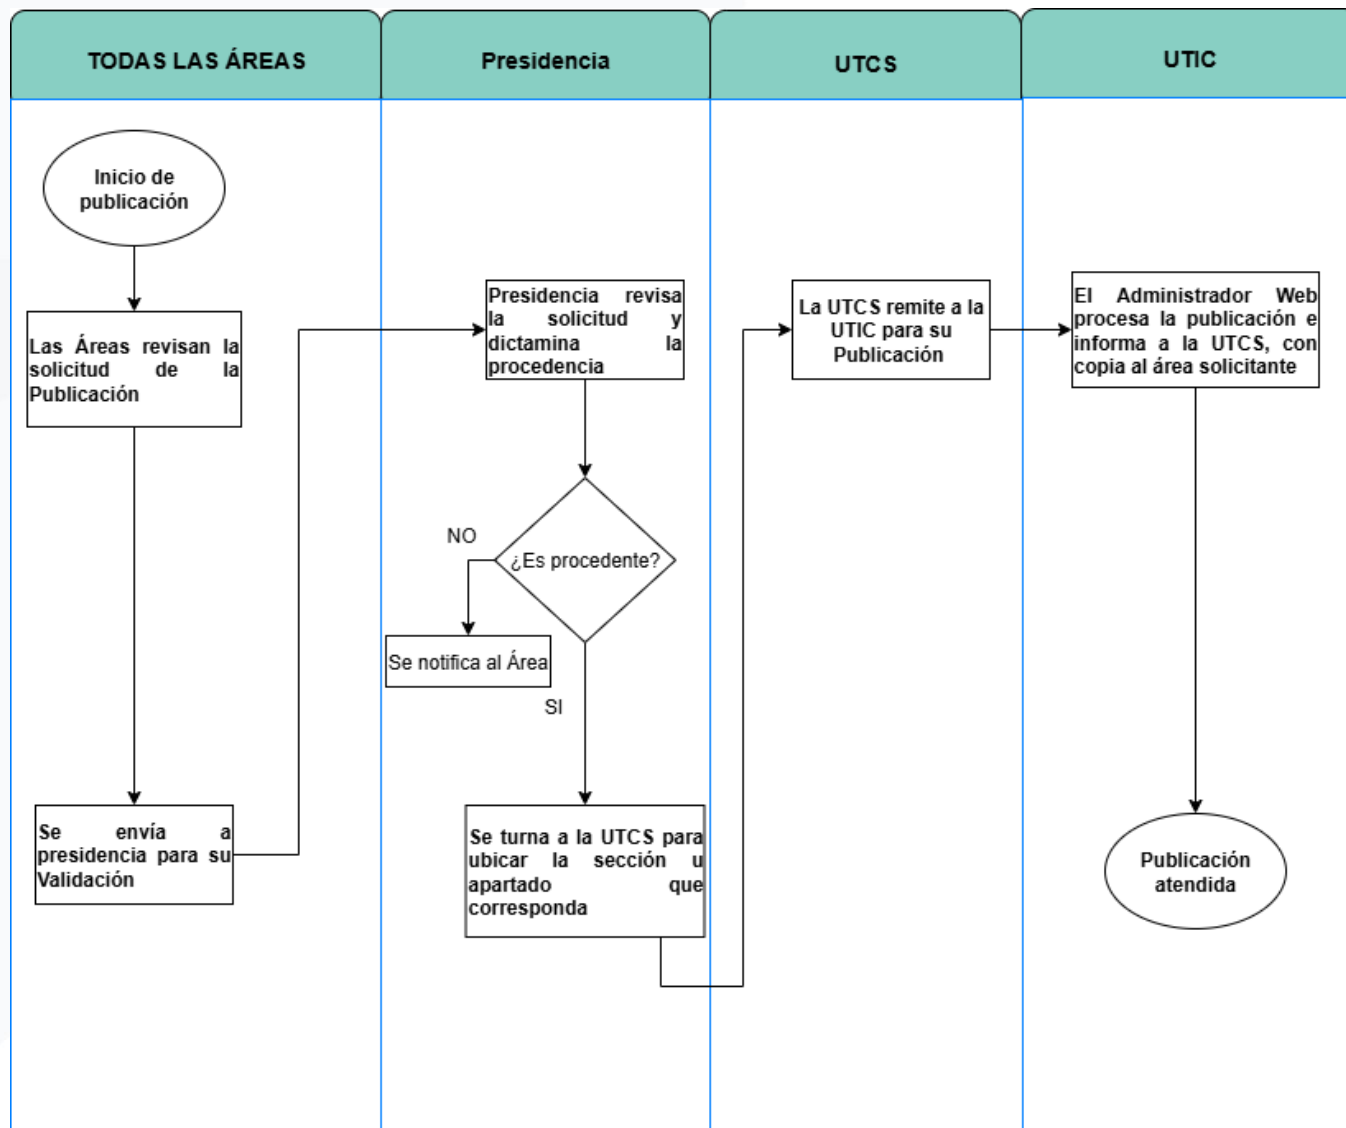 TODAS LAS ÁREAS
Presidencia
UTCS
UTIC
Inicio de
publicación
Las Áreas revisan la
solicitud de la
Publicación
Se envía a
presidencia para su
Validación
Presidencia revisa
la solicitud y
dictamina la
procedencia
¿Es procedente?
NO
Se notifica al Área
SI
Se turna a la UTCS para
ubicar la sección u
apartado que
corresponda
La UTCS remite a la
UTIC para su
Publicación
El Administrador Web
procesa la publicación e
informa a la UTCS, con
copia al área solicitante
Publicación
atendida